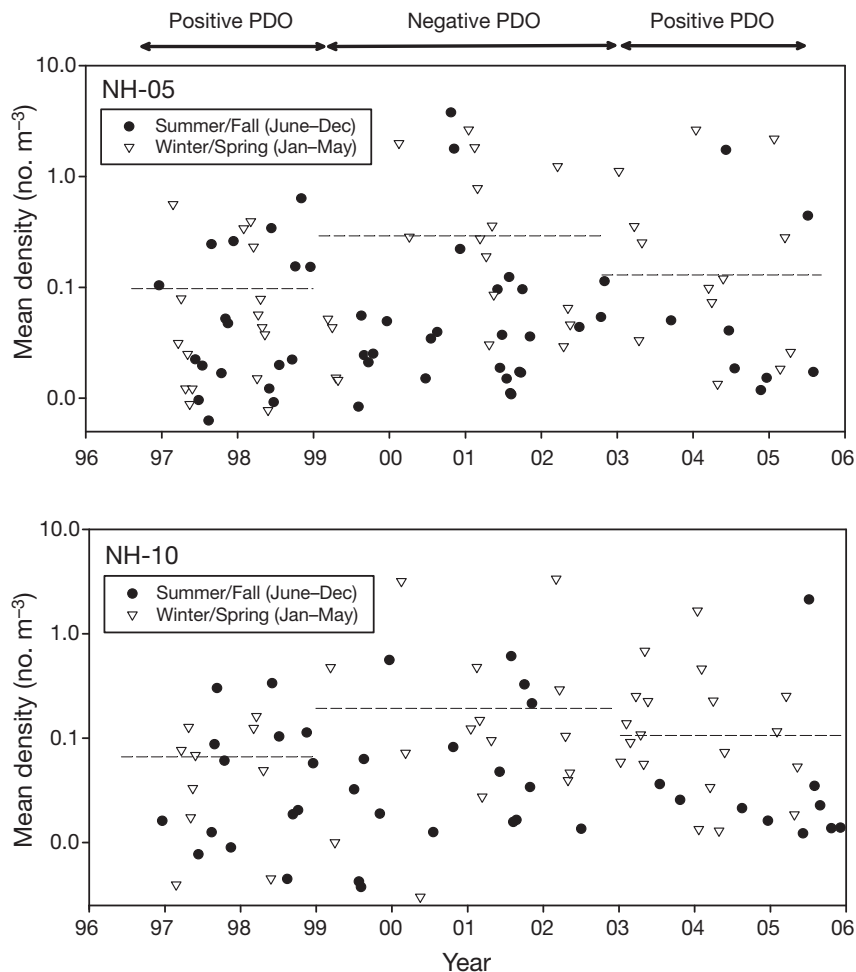 Positive PDO Negative PDO Positive PDO
10.0
NH-05
Summer/Fall (June–Dec)
Winter/Spring (Jan–May)
1.0
0.1
0.0
Mean density (no. m⁻³)
96 97 98 99 00 01 02 03 04 05 06
10.0
NH-10
Summer/Fall (June–Dec)
Winter/Spring (Jan–May)
1.0
0.1
0.0
Mean density (no. m⁻³)
96 97 98 99 00 01 02 03 04 05 06
Year